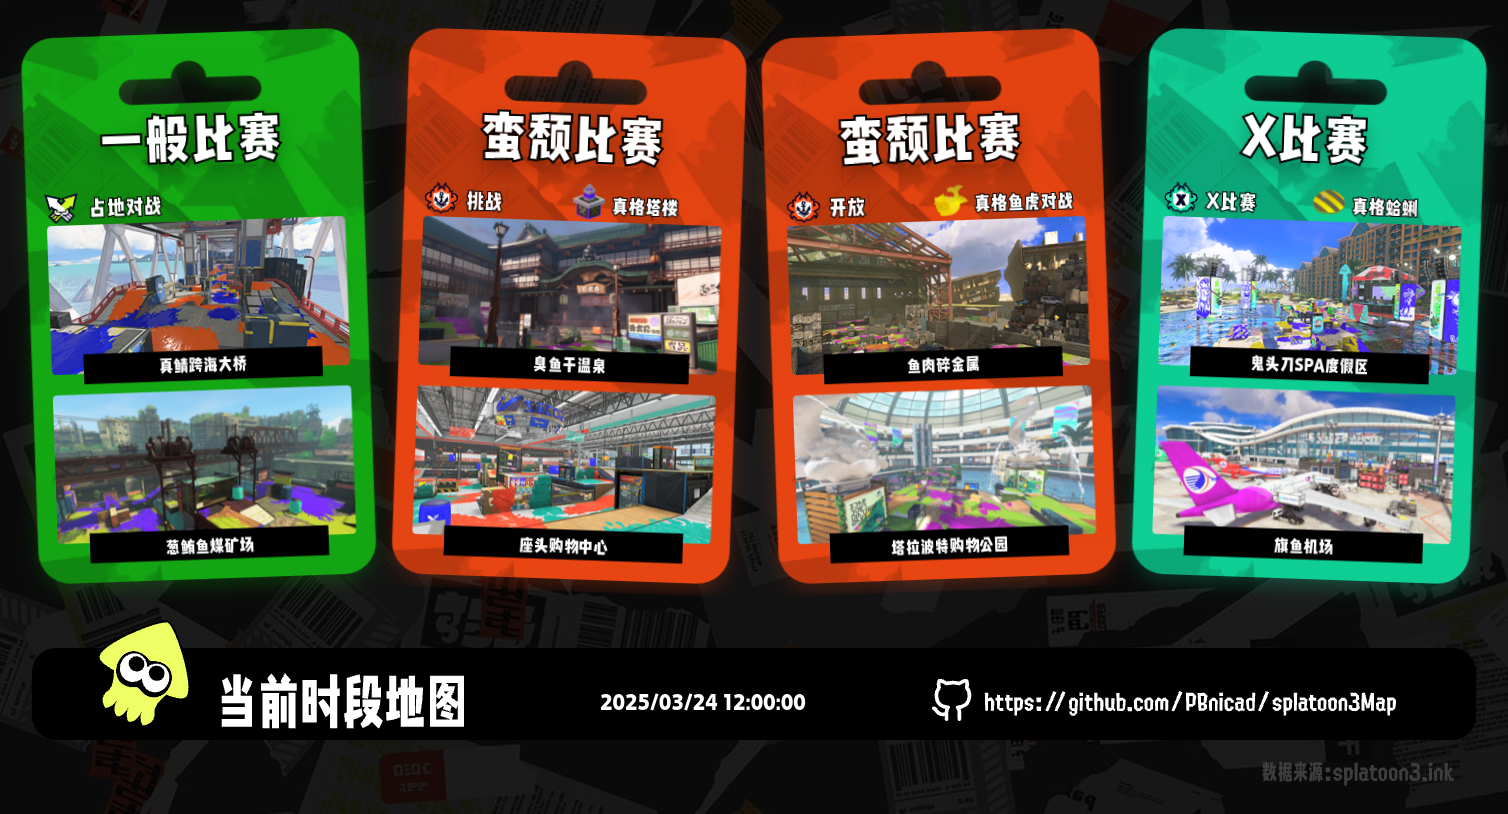 一般比赛
占地对战
真鲷跨海大桥
葱鲔鱼煤矿场
蛮颓比赛
挑战
真格塔楼
臭鱼干温泉
座头购物中心
蛮颓比赛
开放
真格鱼虎对战
鱼肉碎金属
塔拉波特购物公园
X比赛
X比赛
真格蛤蜊
鬼头刀SPA度假区
旗鱼机场
当前时段地图
2025/03/24 12:00:00
https://github.com/PBnicad/splatoon3Map
数据来源:splatoon3.ink